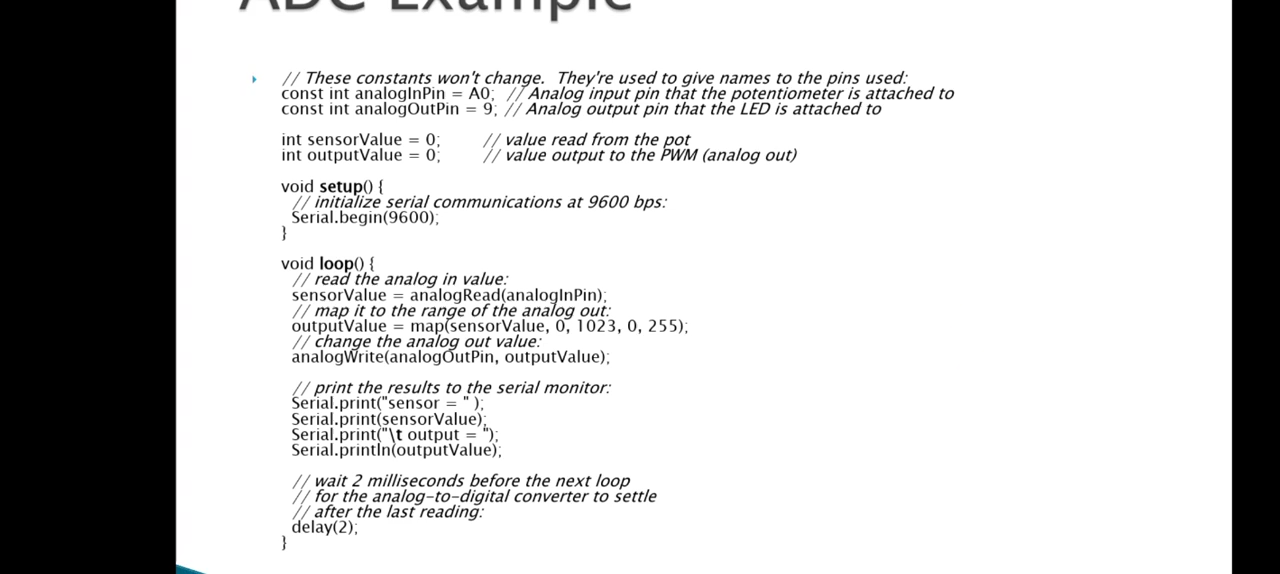 ADC Example
// These constants won't change. They're used to give names to the pins used:
const int analogInPin = A0; // Analog input pin that the potentiometer is attached to
const int analogOutPin = 9; // Analog output pin that the LED is attached to
int sensorValue = 0; // value read from the pot
int outputValue = 0; // value output to the PWM (analog out)
void setup() {
// initialize serial communications at 9600 bps:
Serial.begin(9600);
}
void loop() {
// read the analog in value:
sensorValue = analogRead(analogInPin);
// map it to the range of the analog out:
outputValue = map(sensorValue, 0, 1023, 0, 255);
// change the analog out value:
analogWrite(analogOutPin, outputValue);
// print the results to the serial monitor:
Serial.print("sensor = " );
Serial.print(sensorValue);
Serial.print("\t output = ");
Serial.println(outputValue);
// wait 2 milliseconds before the next loop
// for the analog-to-digital converter to settle
// after the last reading:
delay(2);
}